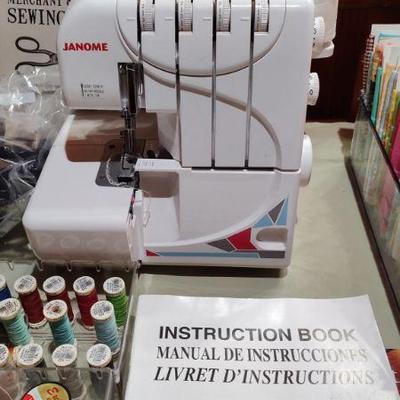 MERCHANT &
SEWING
JANOME
INSTRUCTION BOOK
MANUAL DE INSTRUCCIONES
LIVRET D'INSTRUCTIONS